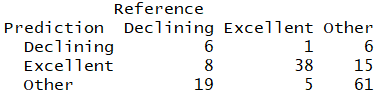 Reference
Prediction Declining Excellent Other
Declining 6 1 6
Excellent 8 38 15
Other 19 5 61